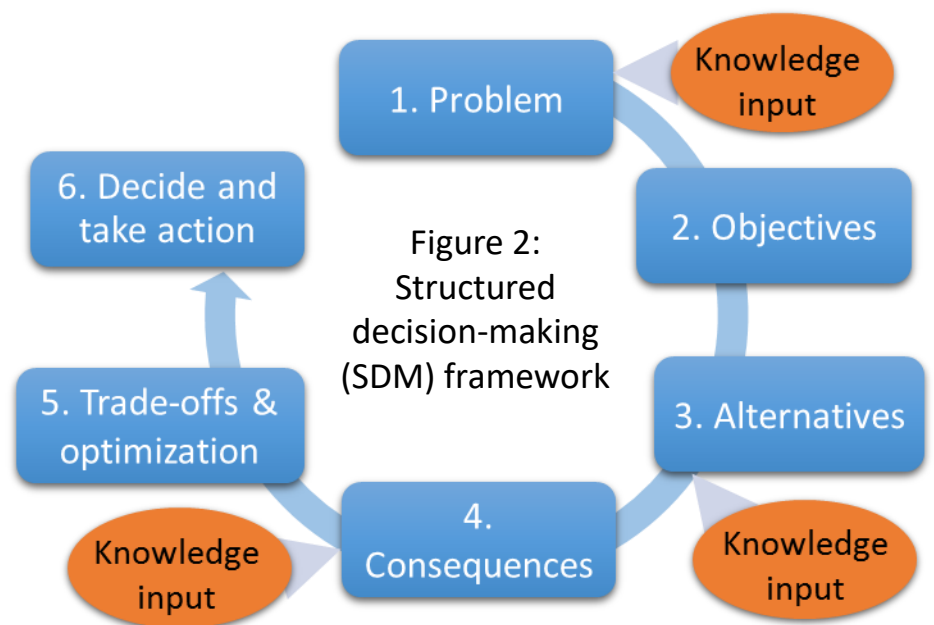 1. Problem
Knowledge
input
2. Objectives
3. Alternatives
Knowledge
input
4.
Consequences
Knowledge
input
5. Trade-offs &
optimization
6. Decide and
take action
Figure 2:
Structured
decision-making
(SDM) framework